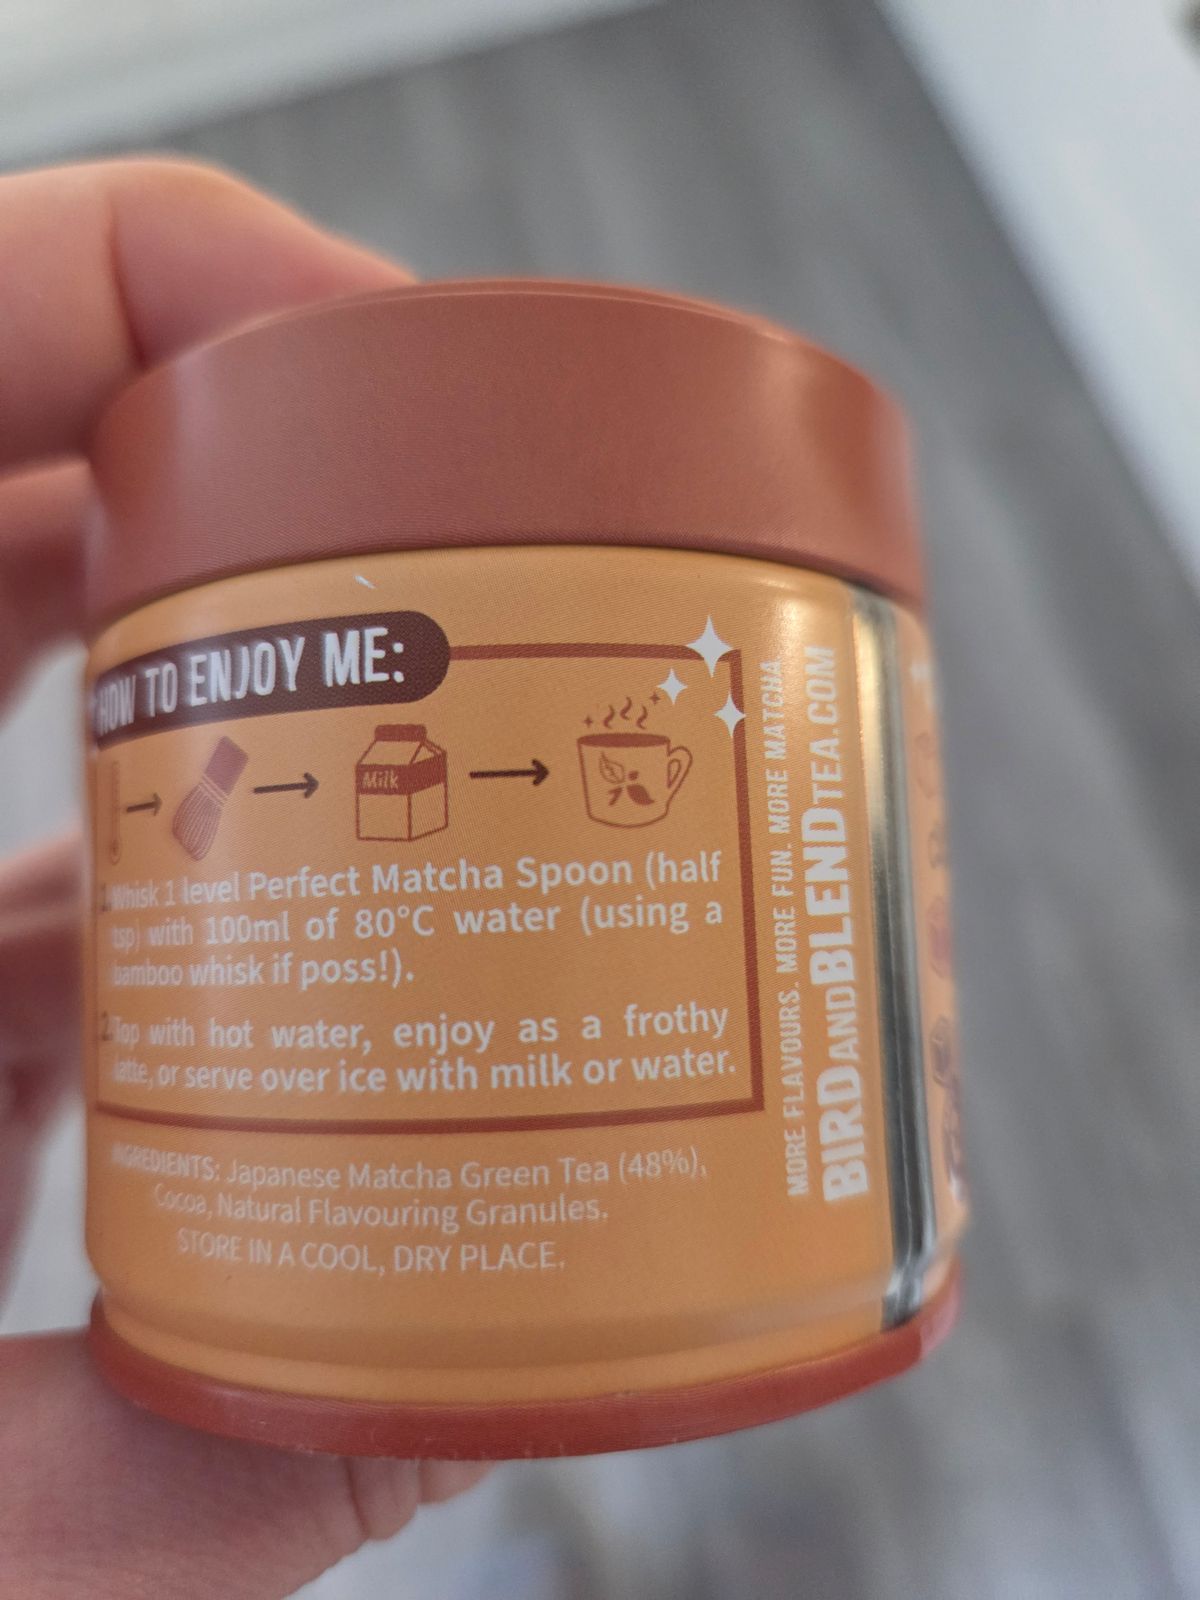 HOW TO ENJOY ME:
Milk
1. Whisk 1 level Perfect Matcha Spoon (half
tsp) with 100ml of 80°C water (using a
bamboo whisk if poss!).
2. Top with hot water, enjoy as a frothy
latte, or serve over ice with milk or water.
INGREDIENTS: Japanese Matcha Green Tea (48%),
Cocoa, Natural Flavouring Granules.
STORE IN A COOL, DRY PLACE.
MORE FLAVOURS. MORE FUN. MORE MATCHA
BIRDANDBLENDTEA.COM